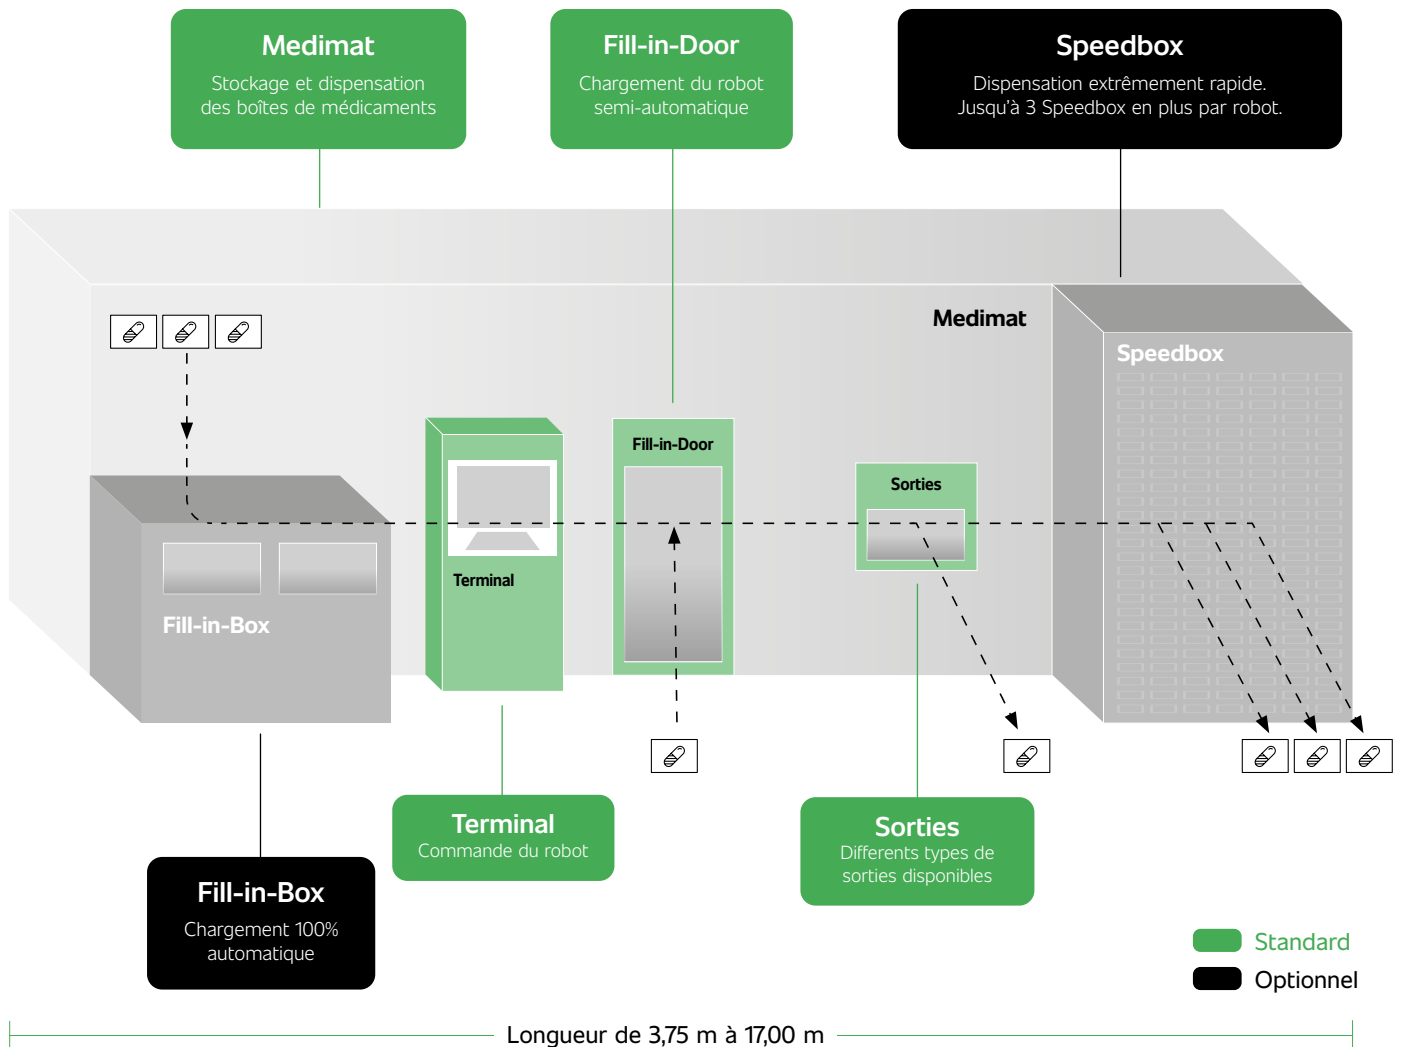 Medimat
Stockage et dispensation
des boîtes de médicaments
Fill-in-Door
Chargement du robot
semi-automatique
Speedbox
Dispensation extrêmement rapide.
Jusqu'à 3 Speedbox en plus par robot.
Medimat
Speedbox
Fill-in-Door
Sorties
Terminal
Fill-in-Box
Terminal
Commande du robot
Sorties
Differents types de
sorties disponibles
Fill-in-Box
Chargement 100%
automatique
Standard
Optionnel
Longueur de 3,75 m à 17,00 m